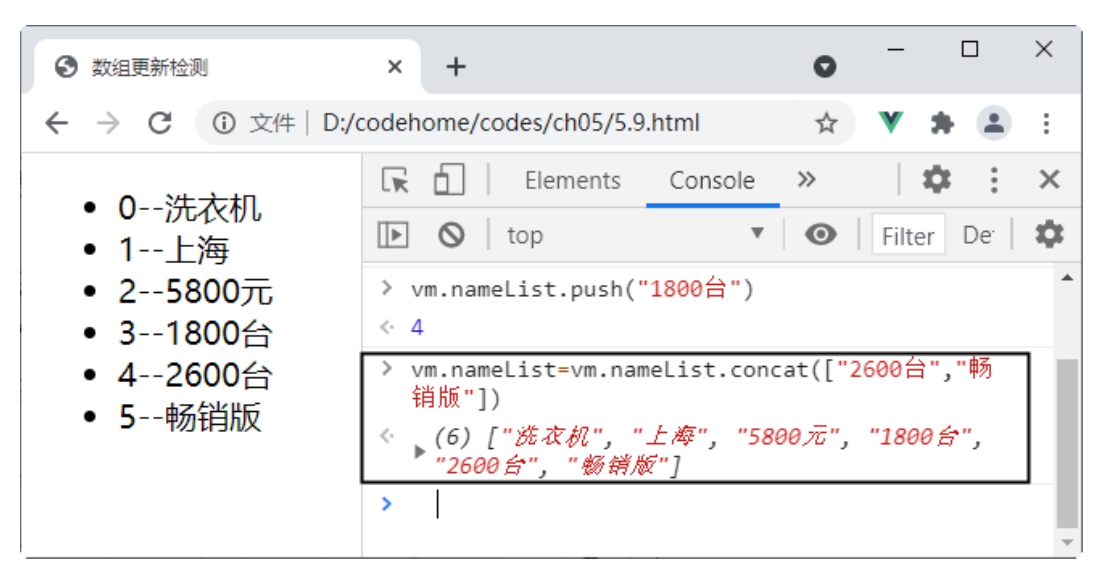 数组更新检测
文件 D:/codehome/codes/ch05/5.9.html
Elements Console
top Filter De
0--洗衣机
1--上海
2--5800元
3--1800台
4--2600台
5--畅销版
> vm.nameList.push("1800台")
4
> vm.nameList=vm.nameList.concat(["2600台","畅
销版"])
(6) ["洗衣机", "上海", "5800元", "1800台",
"2600台", "畅销版"]
>